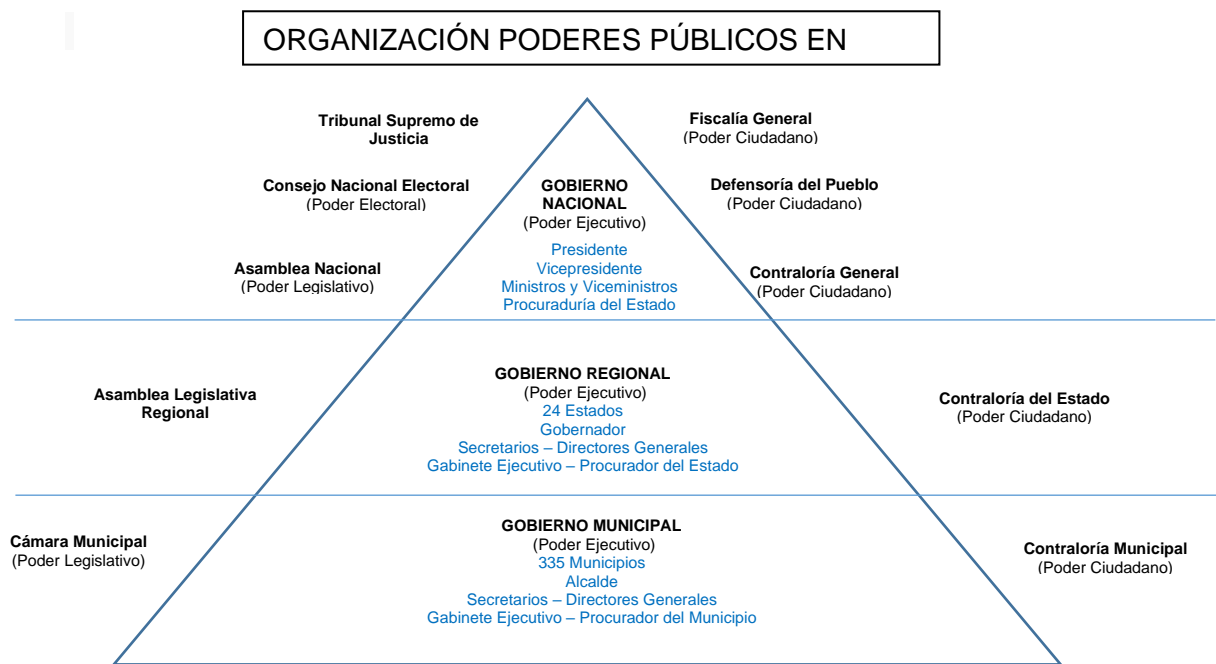 ORGANIZACIÓN PODERES PÚBLICOS EN
Tribunal Supremo de
Justicia
Fiscalía General
(Poder Ciudadano)
Consejo Nacional Electoral
(Poder Electoral)
GOBIERNO
NACIONAL
(Poder Ejecutivo)
Presidente
Vicepresidente
Ministros y Viceministros
Procuraduría del Estado
Defensoría del Pueblo
(Poder Ciudadano)
Asamblea Nacional
(Poder Legislativo)
Contraloría General
(Poder Ciudadano)
Asamblea Legislativa
Regional
GOBIERNO REGIONAL
(Poder Ejecutivo)
24 Estados
Gobernador
Secretarios – Directores Generales
Gabinete Ejecutivo – Procurador del Estado
Contraloría del Estado
(Poder Ciudadano)
Cámara Municipal
(Poder Legislativo)
GOBIERNO MUNICIPAL
(Poder Ejecutivo)
335 Municipios
Alcalde
Secretarios – Directores Generales
Gabinete Ejecutivo – Procurador del Municipio
Contraloría Municipal
(Poder Ciudadano)